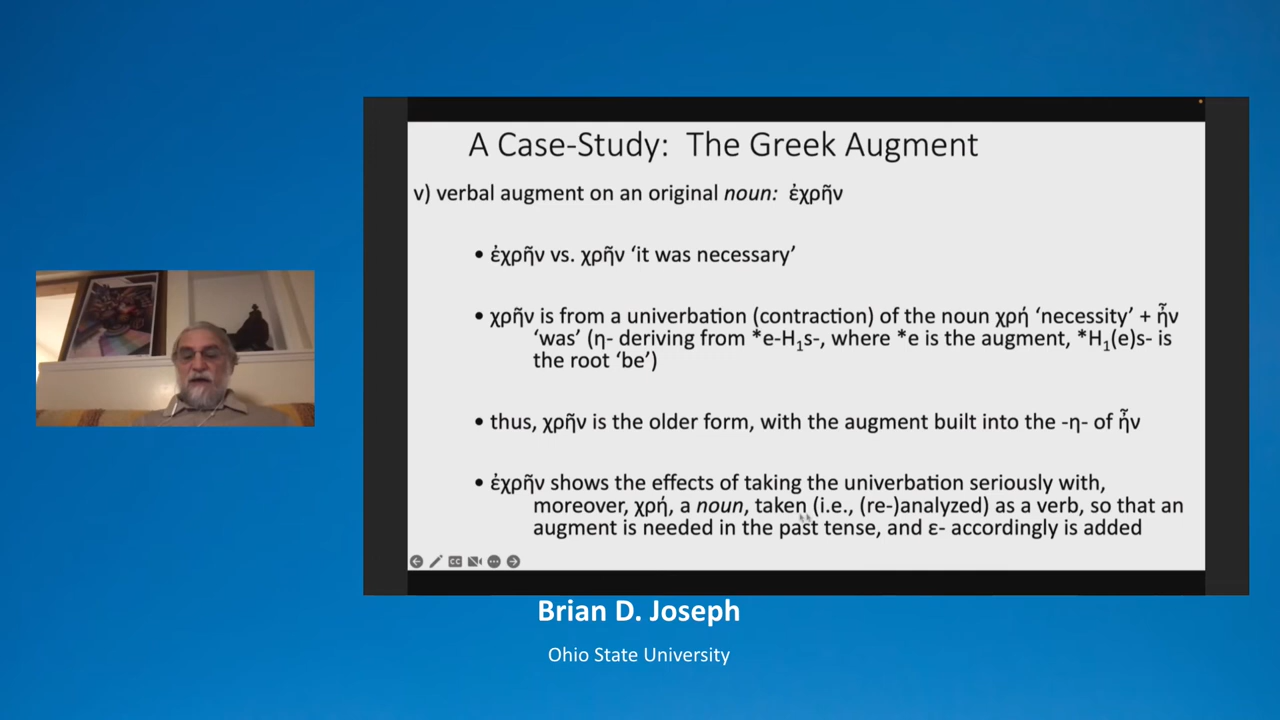 A Case-Study: The Greek Augment
v) verbal augment on an original noun: ἐχρῆν
• ἐχρῆν vs. χρῆν ‘it was necessary’
• χρῆν is from a univerbation (contraction) of the noun χρή ‘necessity’ + ἦν
‘was’ (η- deriving from *e-H₁s-, where *e is the augment, *H₁(e)s- is
the root ‘be’)
• thus, χρῆν is the older form, with the augment built into the -η- of ἦν
• ἐχρῆν shows the effects of taking the univerbation seriously with,
moreover, χρή, a noun, taken (i.e., (re-)analyzed) as a verb, so that an
augment is needed in the past tense, and ε- accordingly is added
CC
Brian D. Joseph
Ohio State University